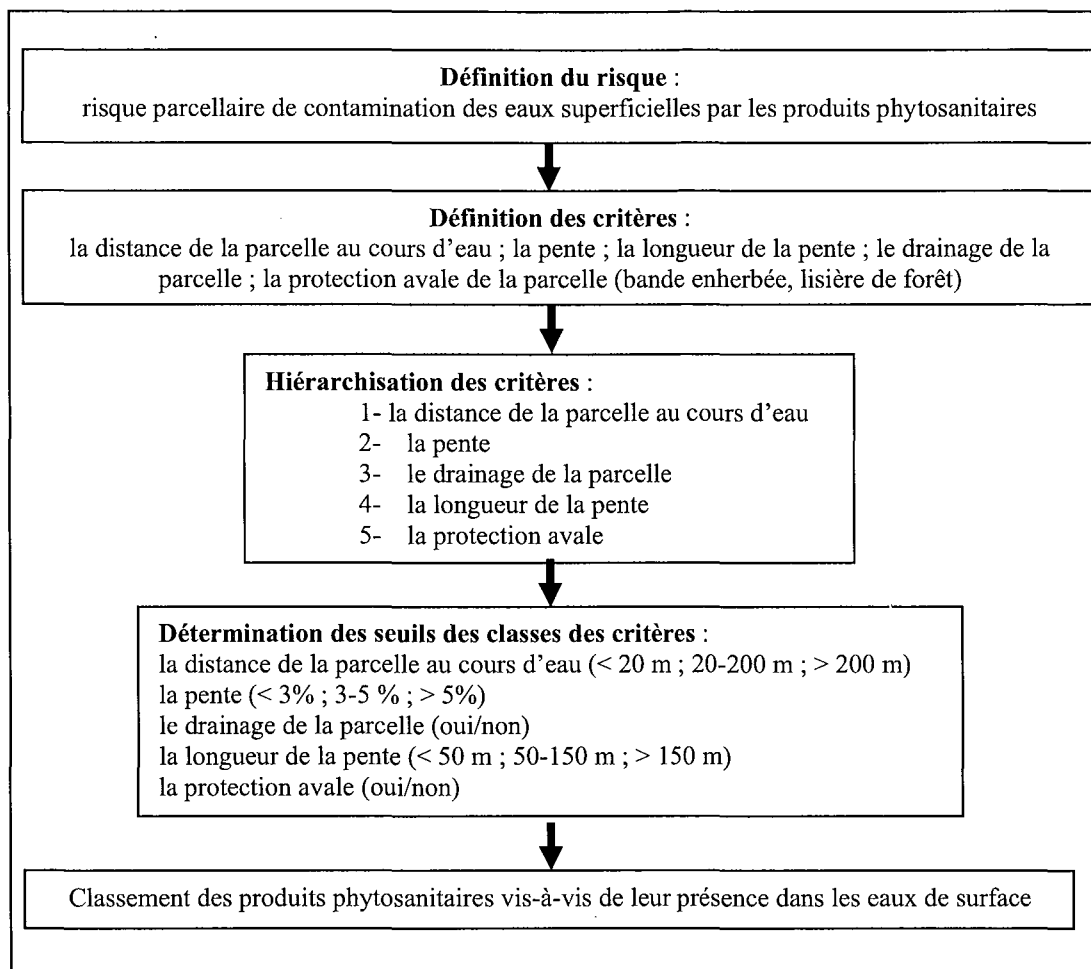 Définition du risque :
risque parcellaire de contamination des eaux superficielles par les produits phytosanitaires
Définition des critères :
la distance de la parcelle au cours d'eau ; la pente ; la longueur de la pente ; le drainage de la
parcelle ; la protection avale de la parcelle (bande enherbée, lisière de forêt)
Hiérarchisation des critères :
1- la distance de la parcelle au cours d'eau
2- la pente
3- le drainage de la parcelle
4- la longueur de la pente
5- la protection avale
Détermination des seuils des classes des critères :
la distance de la parcelle au cours d'eau (< 20 m ; 20-200 m ; > 200 m)
la pente (< 3% ; 3-5 % ; > 5%)
le drainage de la parcelle (oui/non)
la longueur de la pente (< 50 m ; 50-150 m ; > 150 m)
la protection avale (oui/non)
Classement des produits phytosanitaires vis-à-vis de leur présence dans les eaux de surface